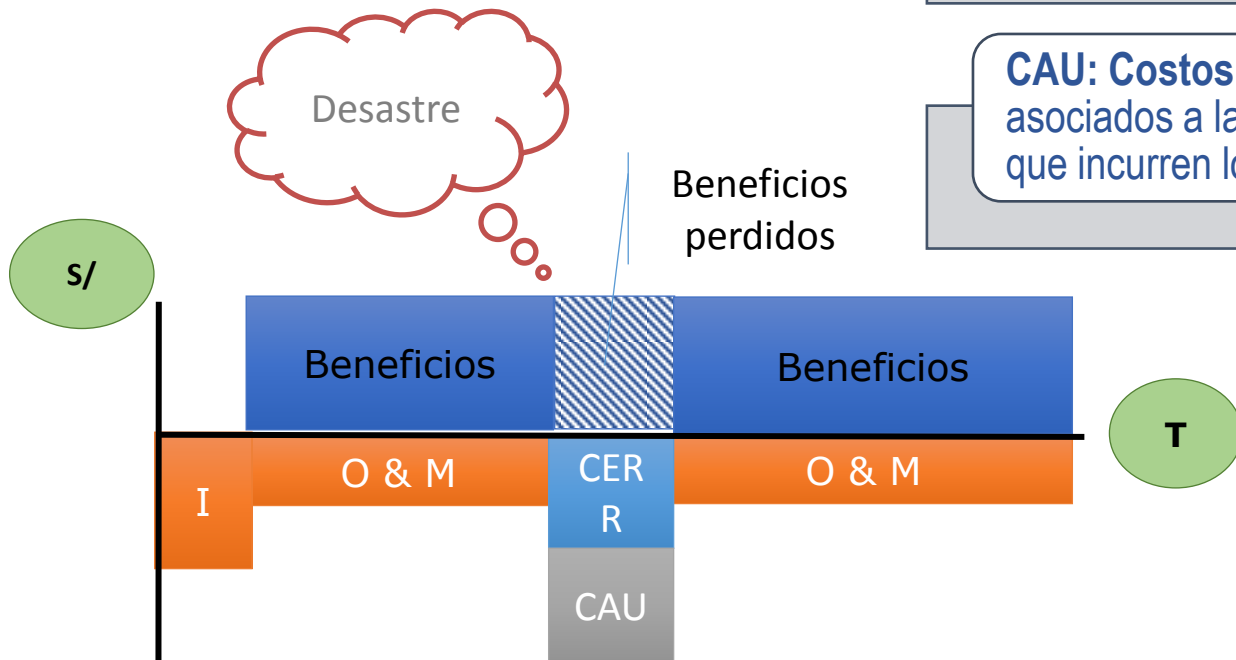 CAU: Costos
asociados a la
que incurren lo
Desastre
Beneficios
perdidos
S/
Beneficios
Beneficios
T
O & M
CER
R
O & M
I
CAU